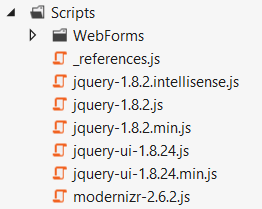 Scripts
WebForms
_references.js
jquery-1.8.2.intellisense.js
jquery-1.8.2.js
jquery-1.8.2.min.js
jquery-ui-1.8.24.js
jquery-ui-1.8.24.min.js
modernizr-2.6.2.js